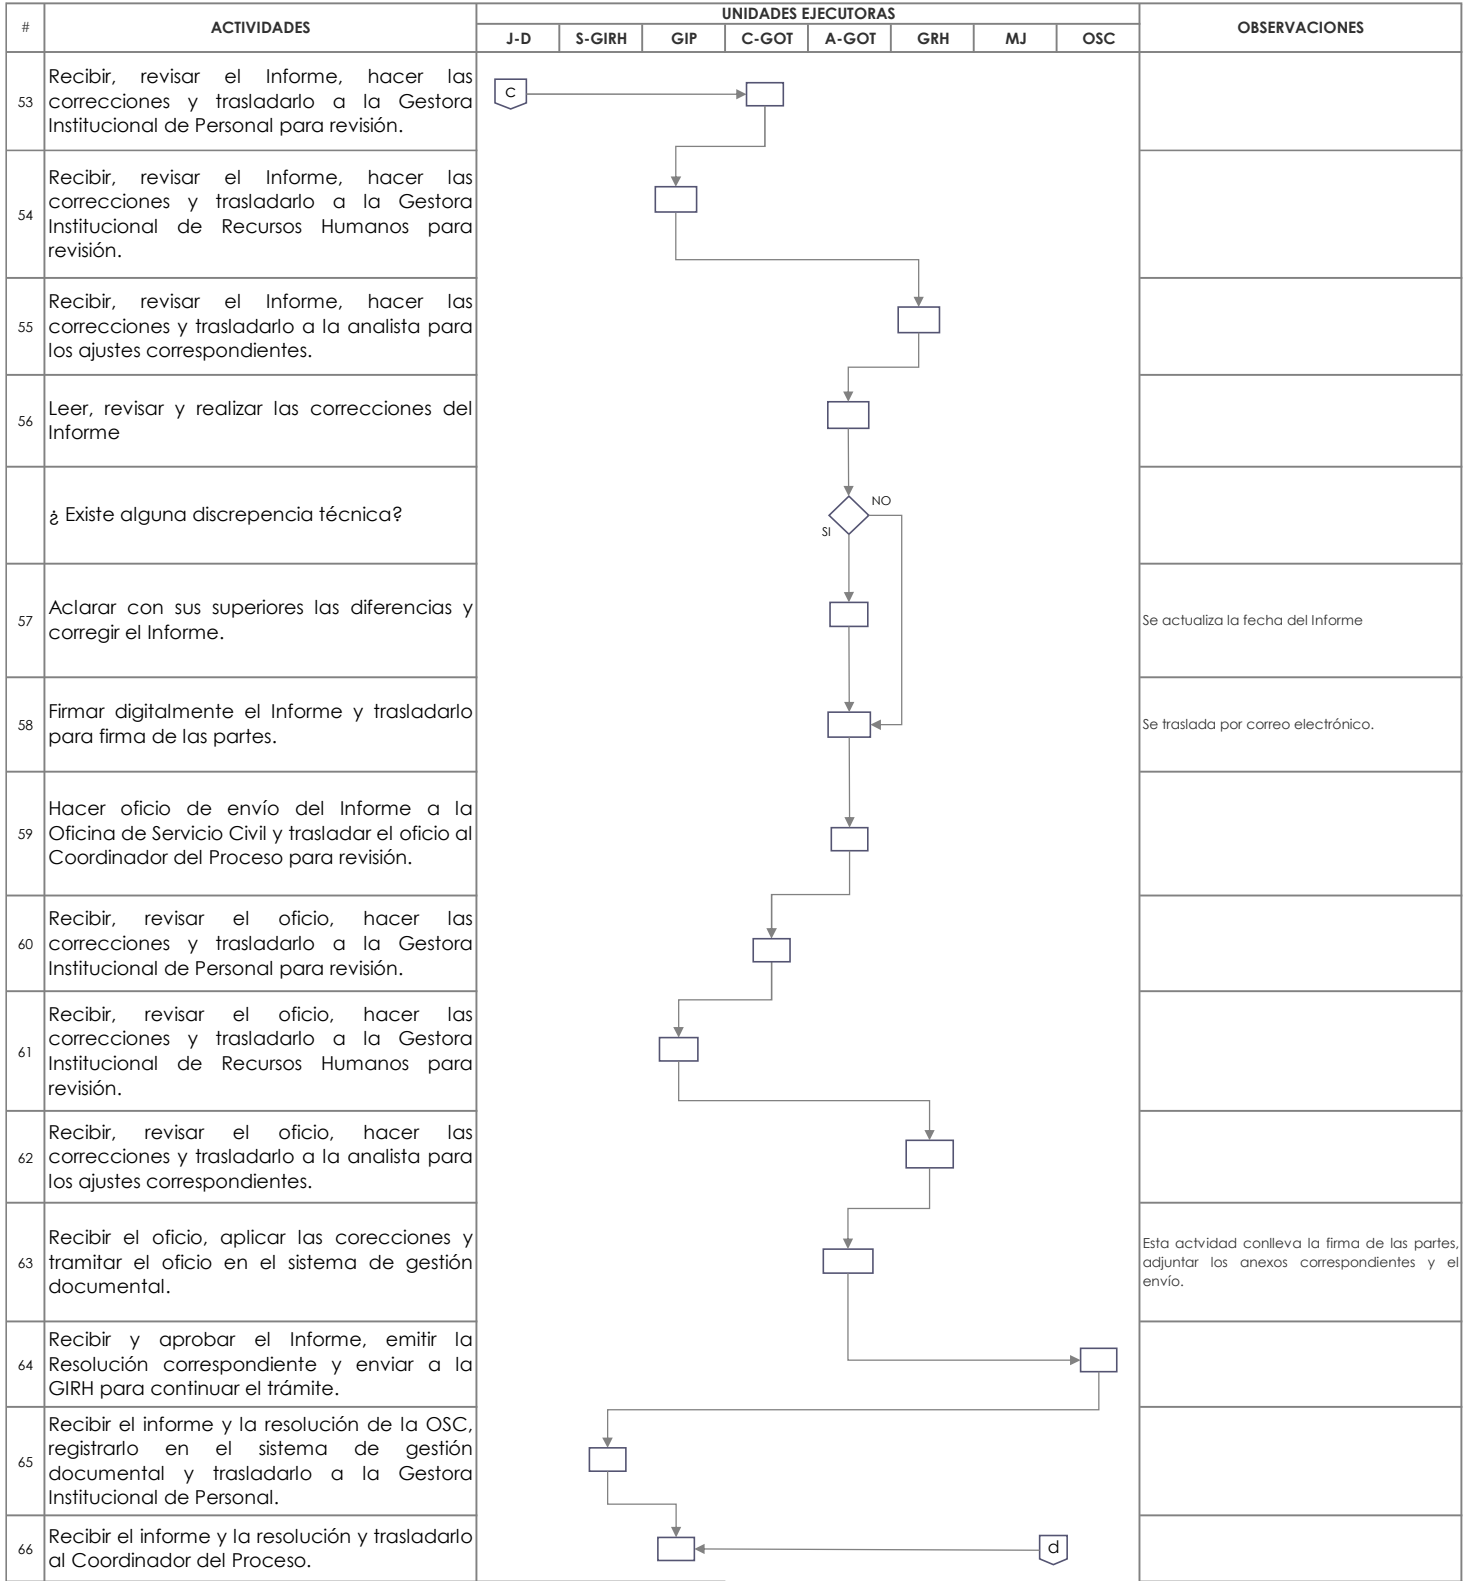 #
ACTIVIDADES
UNIDADES EJECUTORAS
J-D
S-GIRH
GIP
C-GOT
A-GOT
GRH
MJ
OSC
OBSERVACIONES
53
Recibir, revisar el Informe, hacer las
correcciones y trasladarlo a la Gestora
Institucional de Personal para revisión.
c
54
Recibir, revisar el Informe, hacer las
correcciones y trasladarlo a la Gestora
Institucional de Recursos Humanos para
revisión.
55
Recibir, revisar el Informe, hacer las
correcciones y trasladarlo a la analista para
los ajustes correspondientes.
56
Leer, revisar y realizar las correcciones del
Informe
¿ Existe alguna discrepencia técnica?
NO
SI
57
Aclarar con sus superiores las diferencias y
corregir el Informe.
Se actualiza la fecha del Informe
58
Firmar digitalmente el Informe y trasladarlo
para firma de las partes.
Se traslada por correo electrónico.
59
Hacer oficio de envío del Informe a la
Oficina de Servicio Civil y trasladar el oficio al
Coordinador del Proceso para revisión.
60
Recibir, revisar el oficio, hacer las
correcciones y trasladarlo a la Gestora
Institucional de Personal para revisión.
61
Recibir, revisar el oficio, hacer las
correcciones y trasladarlo a la Gestora
Institucional de Recursos Humanos para
revisión.
62
Recibir, revisar el oficio, hacer las
correcciones y trasladarlo a la analista para
los ajustes correspondientes.
63
Recibir el oficio, aplicar las corecciones y
tramitar el oficio en el sistema de gestión
documental.
Esta actvidad conlleva la firma de las partes,
adjuntar los anexos correspondientes y el
envío.
64
Recibir y aprobar el Informe, emitir la
Resolución correspondiente y enviar a la
GIRH para continuar el trámite.
65
Recibir el informe y la resolución de la OSC,
registrarlo en el sistema de gestión
documental y trasladarlo a la Gestora
Institucional de Personal.
66
Recibir el informe y la resolución y trasladarlo
al Coordinador del Proceso.
d